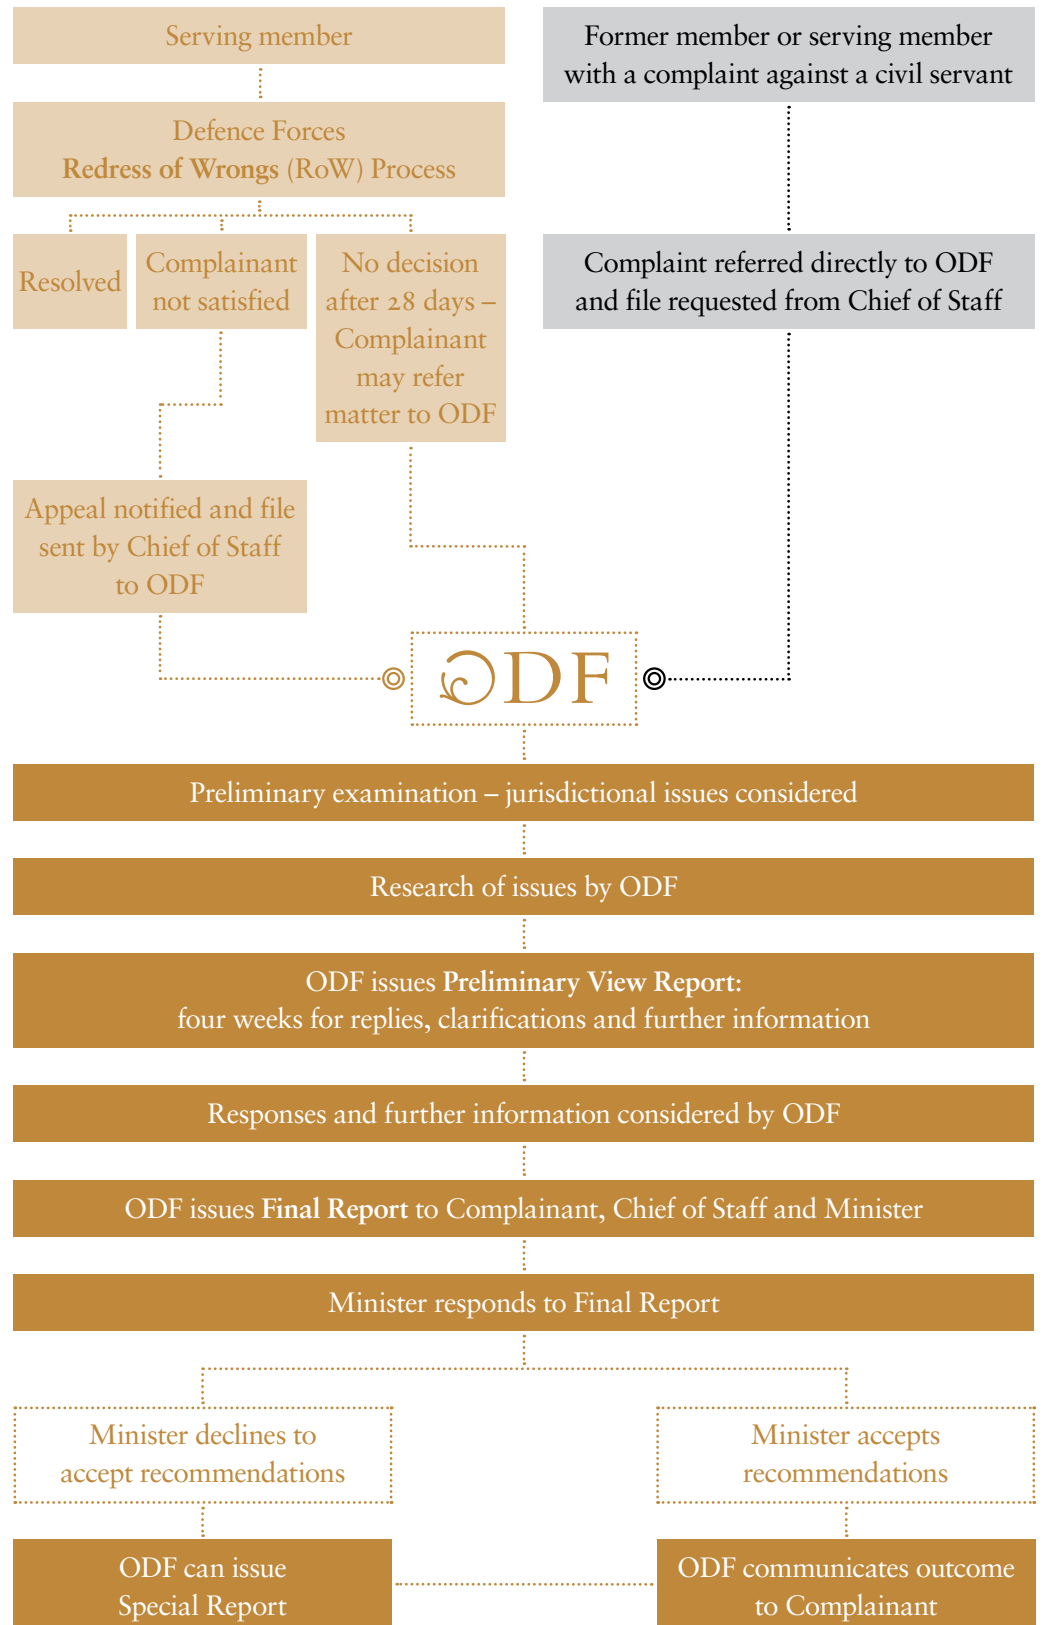 Serving member
Former member or serving member
with a complaint against a civil servant
Defence Forces
Redress of Wrongs (RoW) Process
Resolved
Complainant
not satisfied
No decision
after 28 days –
Complainant
may refer
matter to ODF
Complaint referred directly to ODF
and file requested from Chief of Staff
Appeal notified and file
sent by Chief of Staff
to ODF
ODF
Preliminary examination – jurisdictional issues considered
Research of issues by ODF
ODF issues Preliminary View Report:
four weeks for replies, clarifications and further information
Responses and further information considered by ODF
ODF issues Final Report to Complainant, Chief of Staff and Minister
Minister responds to Final Report
Minister declines to
accept recommendations
Minister accepts
recommendations
ODF can issue
Special Report
ODF communicates outcome
to Complainant